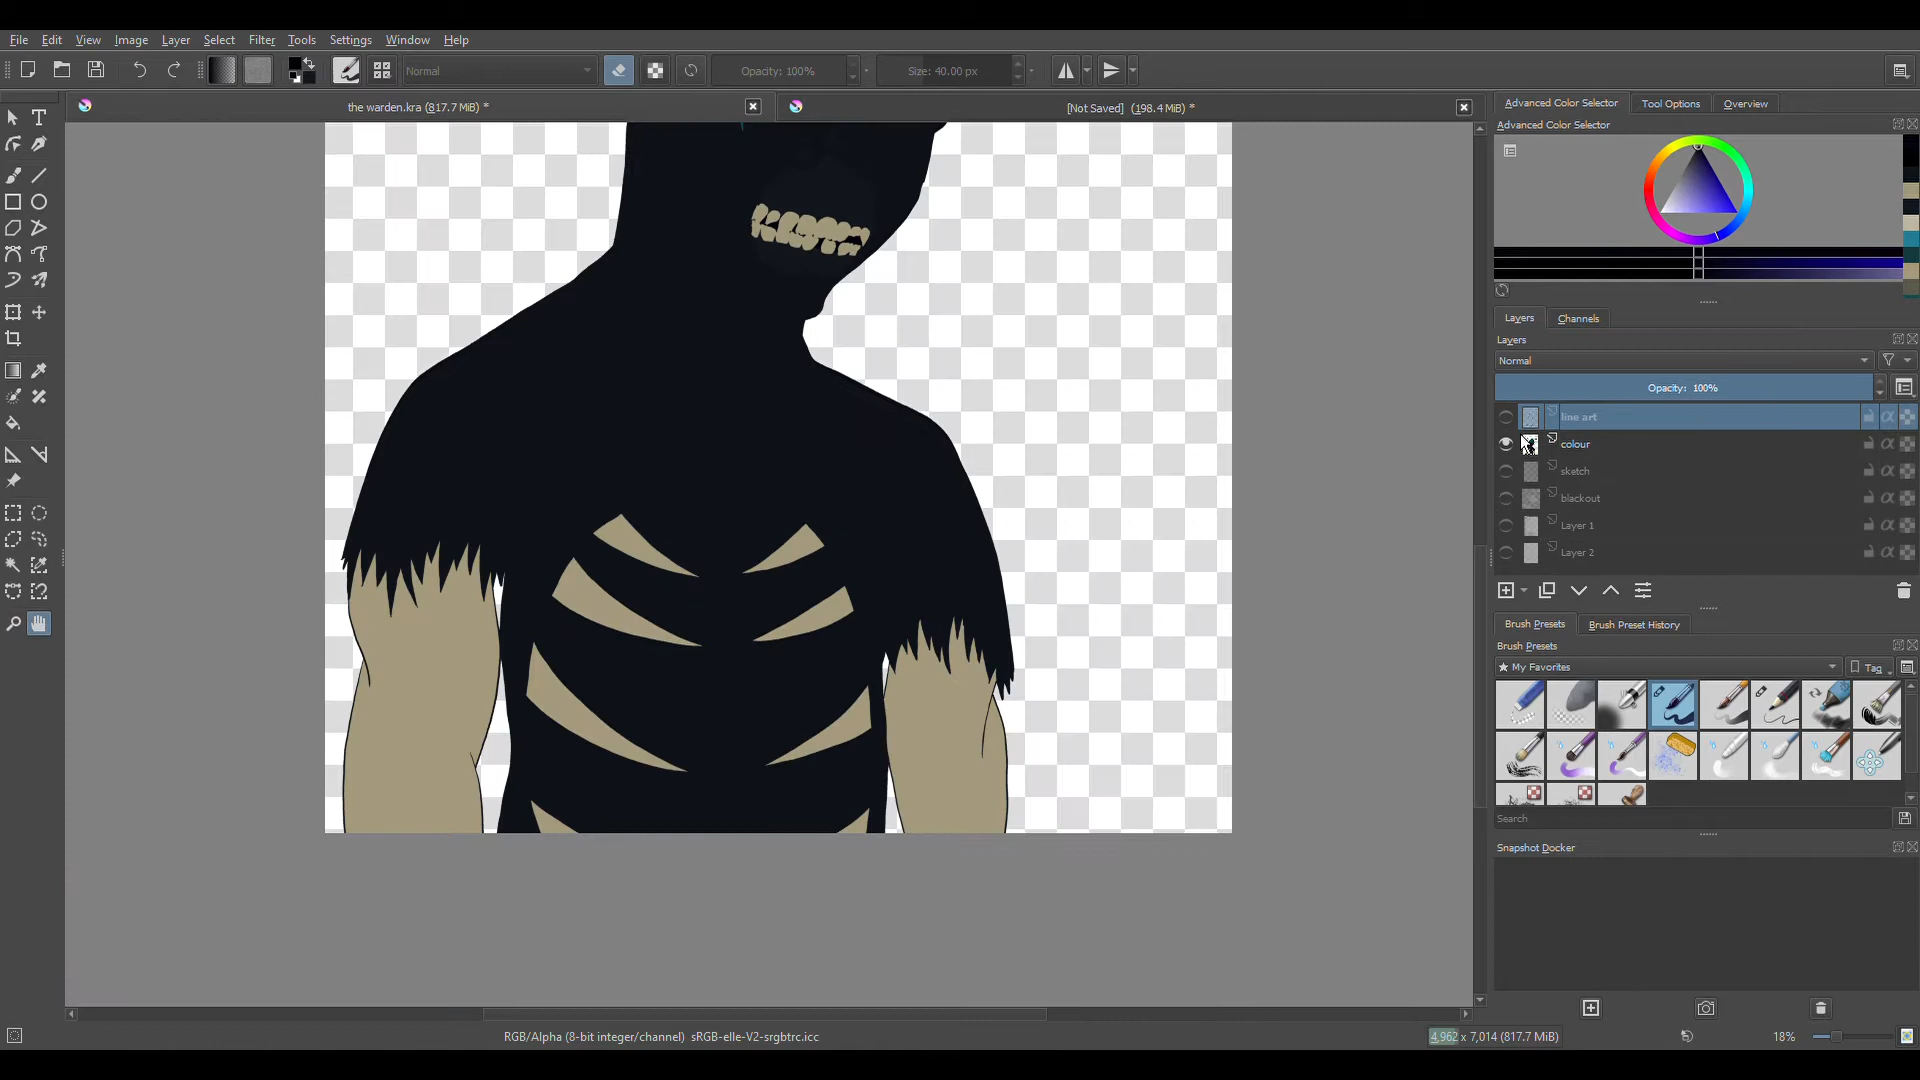 File Edit View Image Layer Select Filter Tools Settings Window Help
Normal
Opacity: 100%
Size: 40.00 px
the warden.kra (817.7 MiB) *
[Not Saved] (198.4 MiB) *
Advanced Color Selector
Tool Options
Overview
Advanced Color Selector
Layers
Channels
Layers
Normal
Opacity: 100%
line art
colour
sketch
blackout
Layer 1
Layer 2
Brush Presets
Brush Preset History
Brush Presets
★ My Favorites
Tag
Search
Snapshot Docker
RGB/Alpha (8-bit integer/channel) sRGB-elle-V2-srgbtrc.icc
4,962 x 7,014 (817.7 MiB)
18%